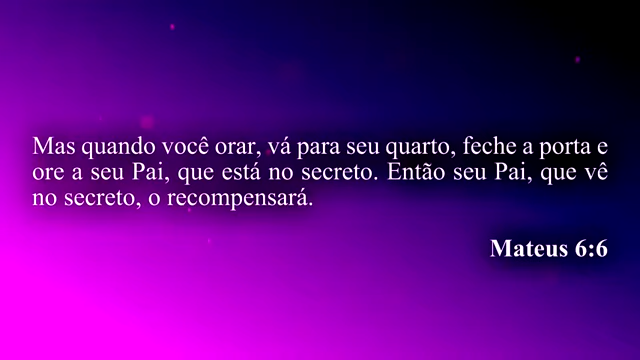 Mas quando você orar, vá para seu quarto, feche a porta e
ore a seu Pai, que está no secreto. Então seu Pai, que vê
no secreto, o recompensará.
Mateus 6:6